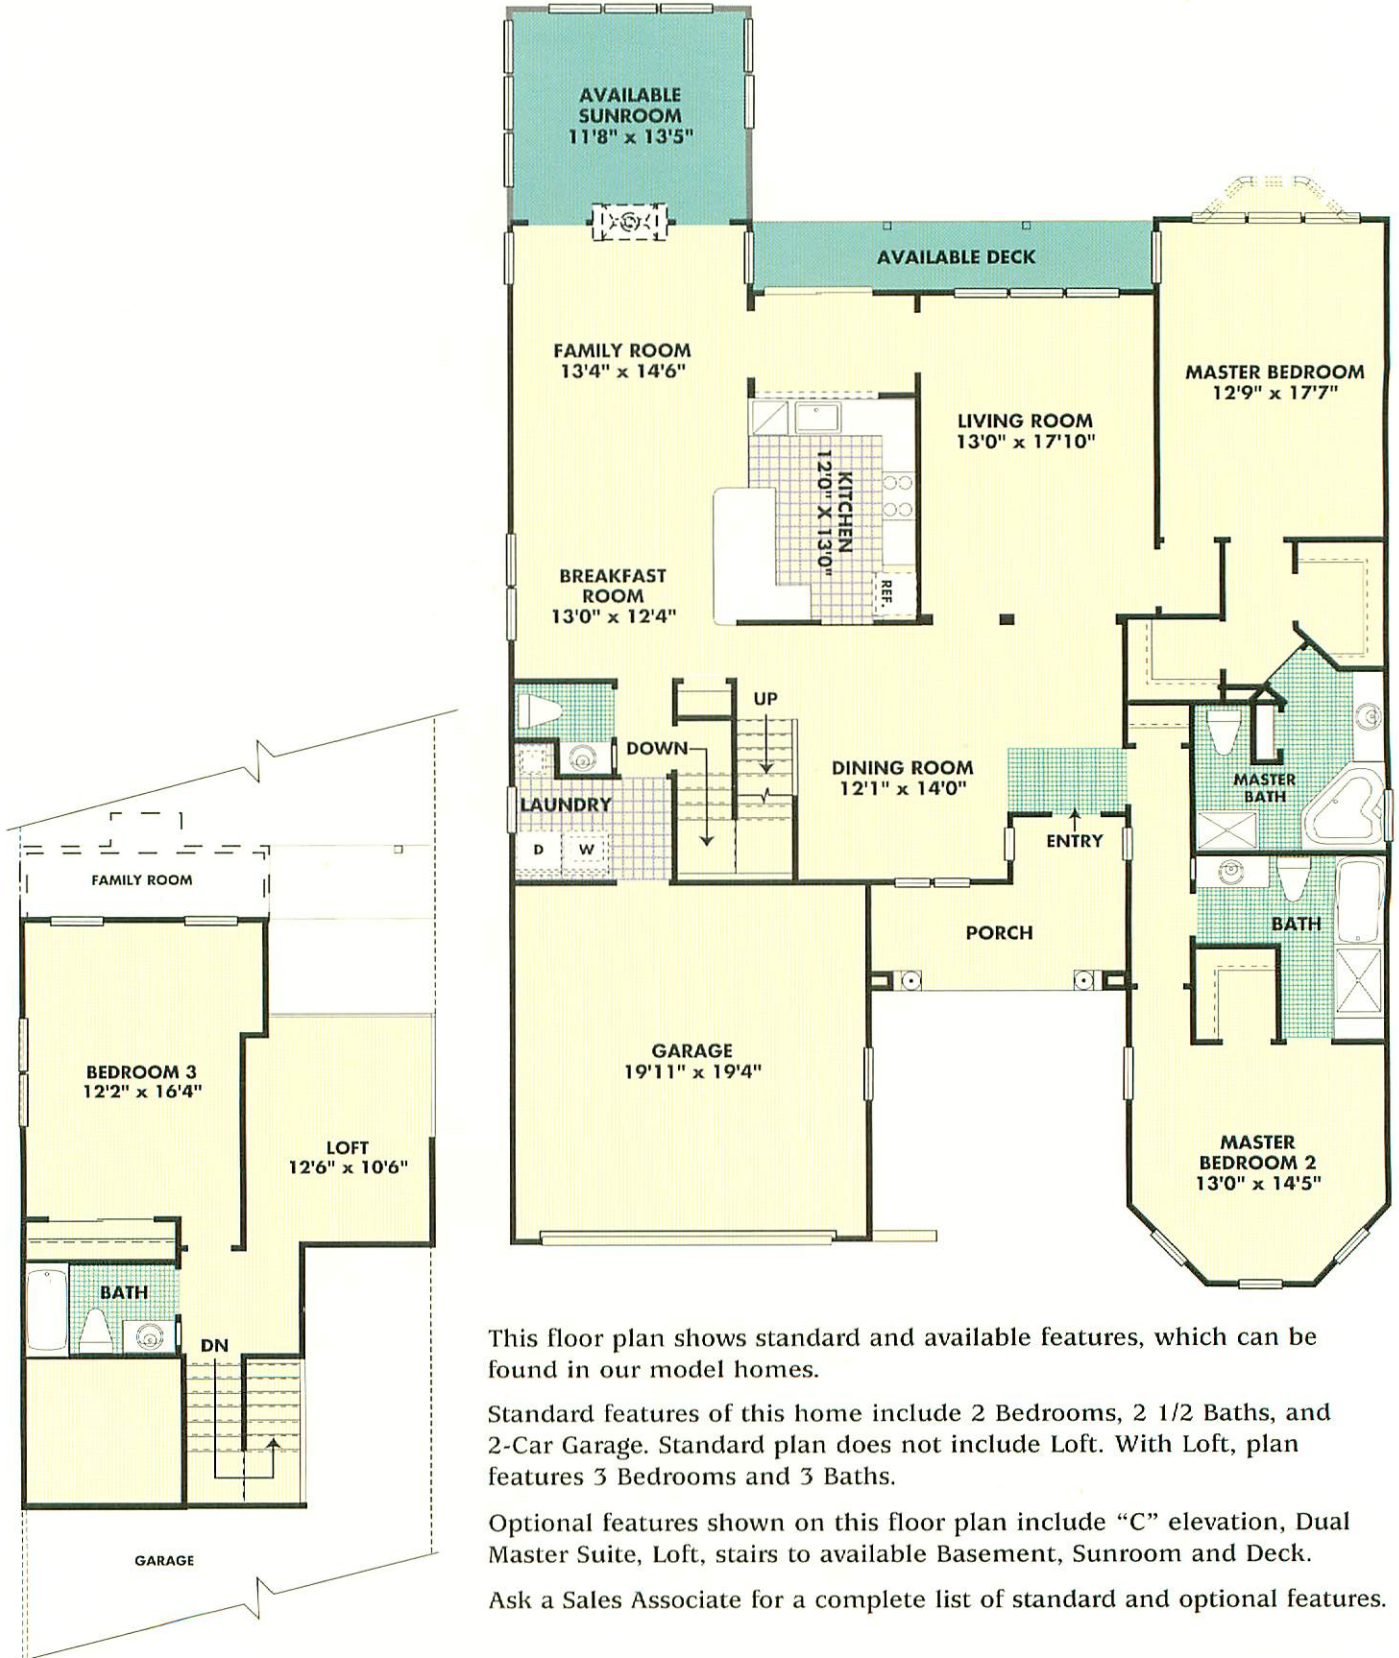 AVAILABLE
SUNROOM
11'8" x 13'5"
AVAILABLE DECK
FAMILY ROOM
13'4" x 14'6"
MASTER BEDROOM
12'9" x 17'7"
LIVING ROOM
13'0" x 17'10"
KITCHEN
12'0" X 13'0"
REF.
BREAKFAST
ROOM
13'0" x 12'4"
UP
DOWN
DINING ROOM
12'1" x 14'0"
MASTER
BATH
LAUNDRY
D
W
ENTRY
BATH
PORCH
GARAGE
19'11" x 19'4"
MASTER
BEDROOM 2
13'0" x 14'5"
FAMILY ROOM
BEDROOM 3
12'2" x 16'4"
LOFT
12'6" x 10'6"
BATH
DN
GARAGE
This floor plan shows standard and available features, which can be
found in our model homes.
Standard features of this home include 2 Bedrooms, 2 1/2 Baths, and
2-Car Garage. Standard plan does not include Loft. With Loft, plan
features 3 Bedrooms and 3 Baths.
Optional features shown on this floor plan include “C” elevation, Dual
Master Suite, Loft, stairs to available Basement, Sunroom and Deck.
Ask a Sales Associate for a complete list of standard and optional features.